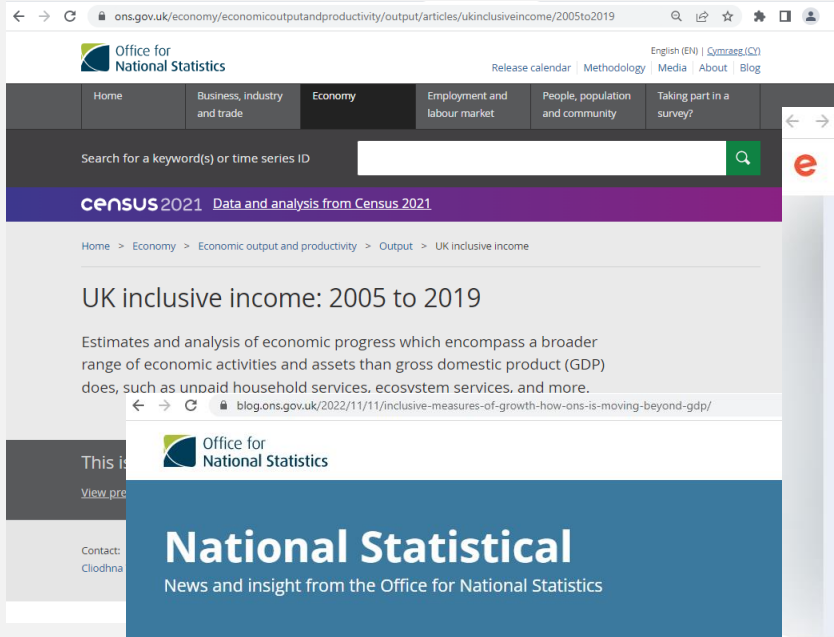 ons.gov.uk/economy/economicoutputandproductivity/output/articles/ukinclusiveincome/2005to2019
Office for
National Statistics
English (EN) | Cymraeg (CY)
Release calendar | Methodology | Media | About | Blog
Home
Business, industry
and trade
Economy
Employment and
labour market
People, population
and community
Taking part in a
survey?
Search for a keyword(s) or time series ID
census 2021 Data and analysis from Census 2021
Home > Economy > Economic output and productivity > Output > UK inclusive income
UK inclusive income: 2005 to 2019
Estimates and analysis of economic progress which encompass a broader
range of economic activities and assets than gross domestic product (GDP)
does, such as unpaid household services, ecosystem services, and more.
This is
View pre
Contact:
Cliodhna
blog.ons.gov.uk/2022/11/11/inclusive-measures-of-growth-how-ons-is-moving-beyond-gdp/
Office for
National Statistics
National Statistical
News and insight from the Office for National Statistics
e